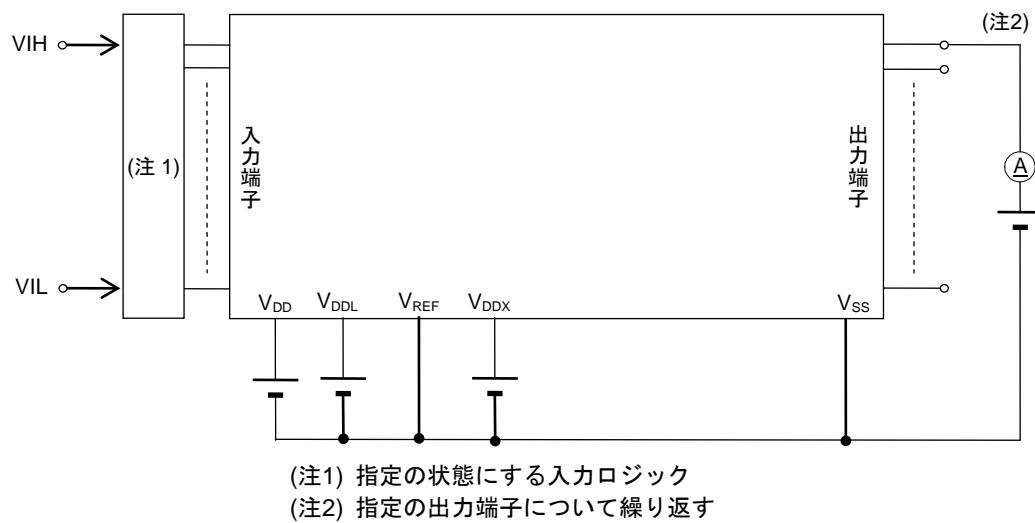 (注2)
VIH
(注 1)
入力端子
出力端子
A
VIL
VDD
VDDL
VREF
VDDX
VSS
(注1) 指定の状態にする入力ロジック
(注2) 指定の出力端子について繰り返す